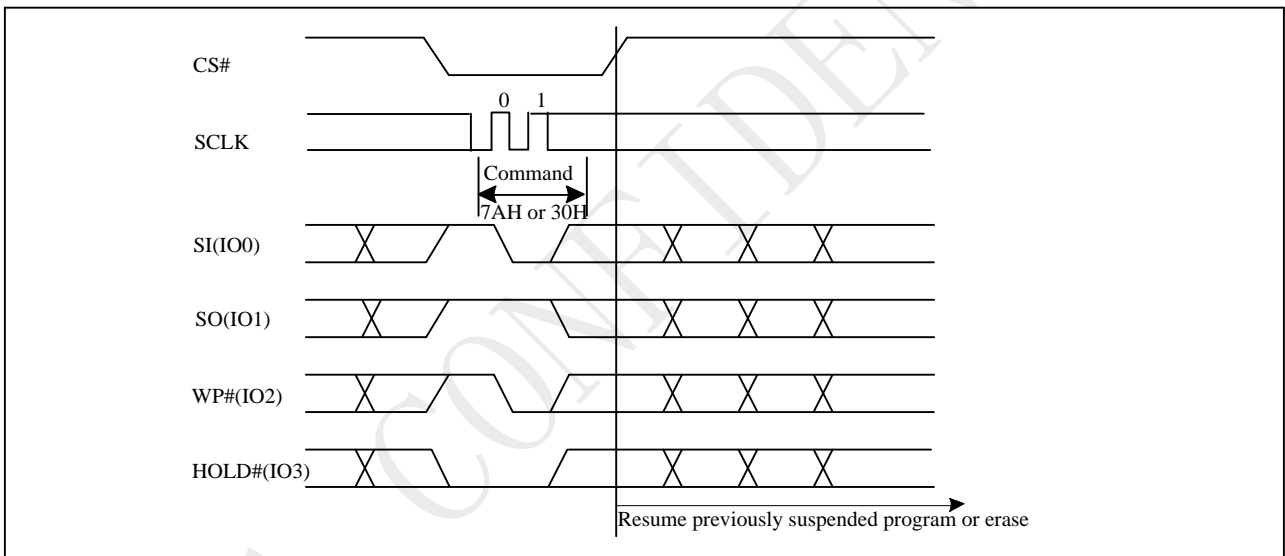 CONFIDEN
CS#
0 1
SCLK
Command
7AH or 30H
SI(IO0)
SO(IO1)
WP#(IO2)
HOLD#(IO3)
Resume previously suspended program or erase